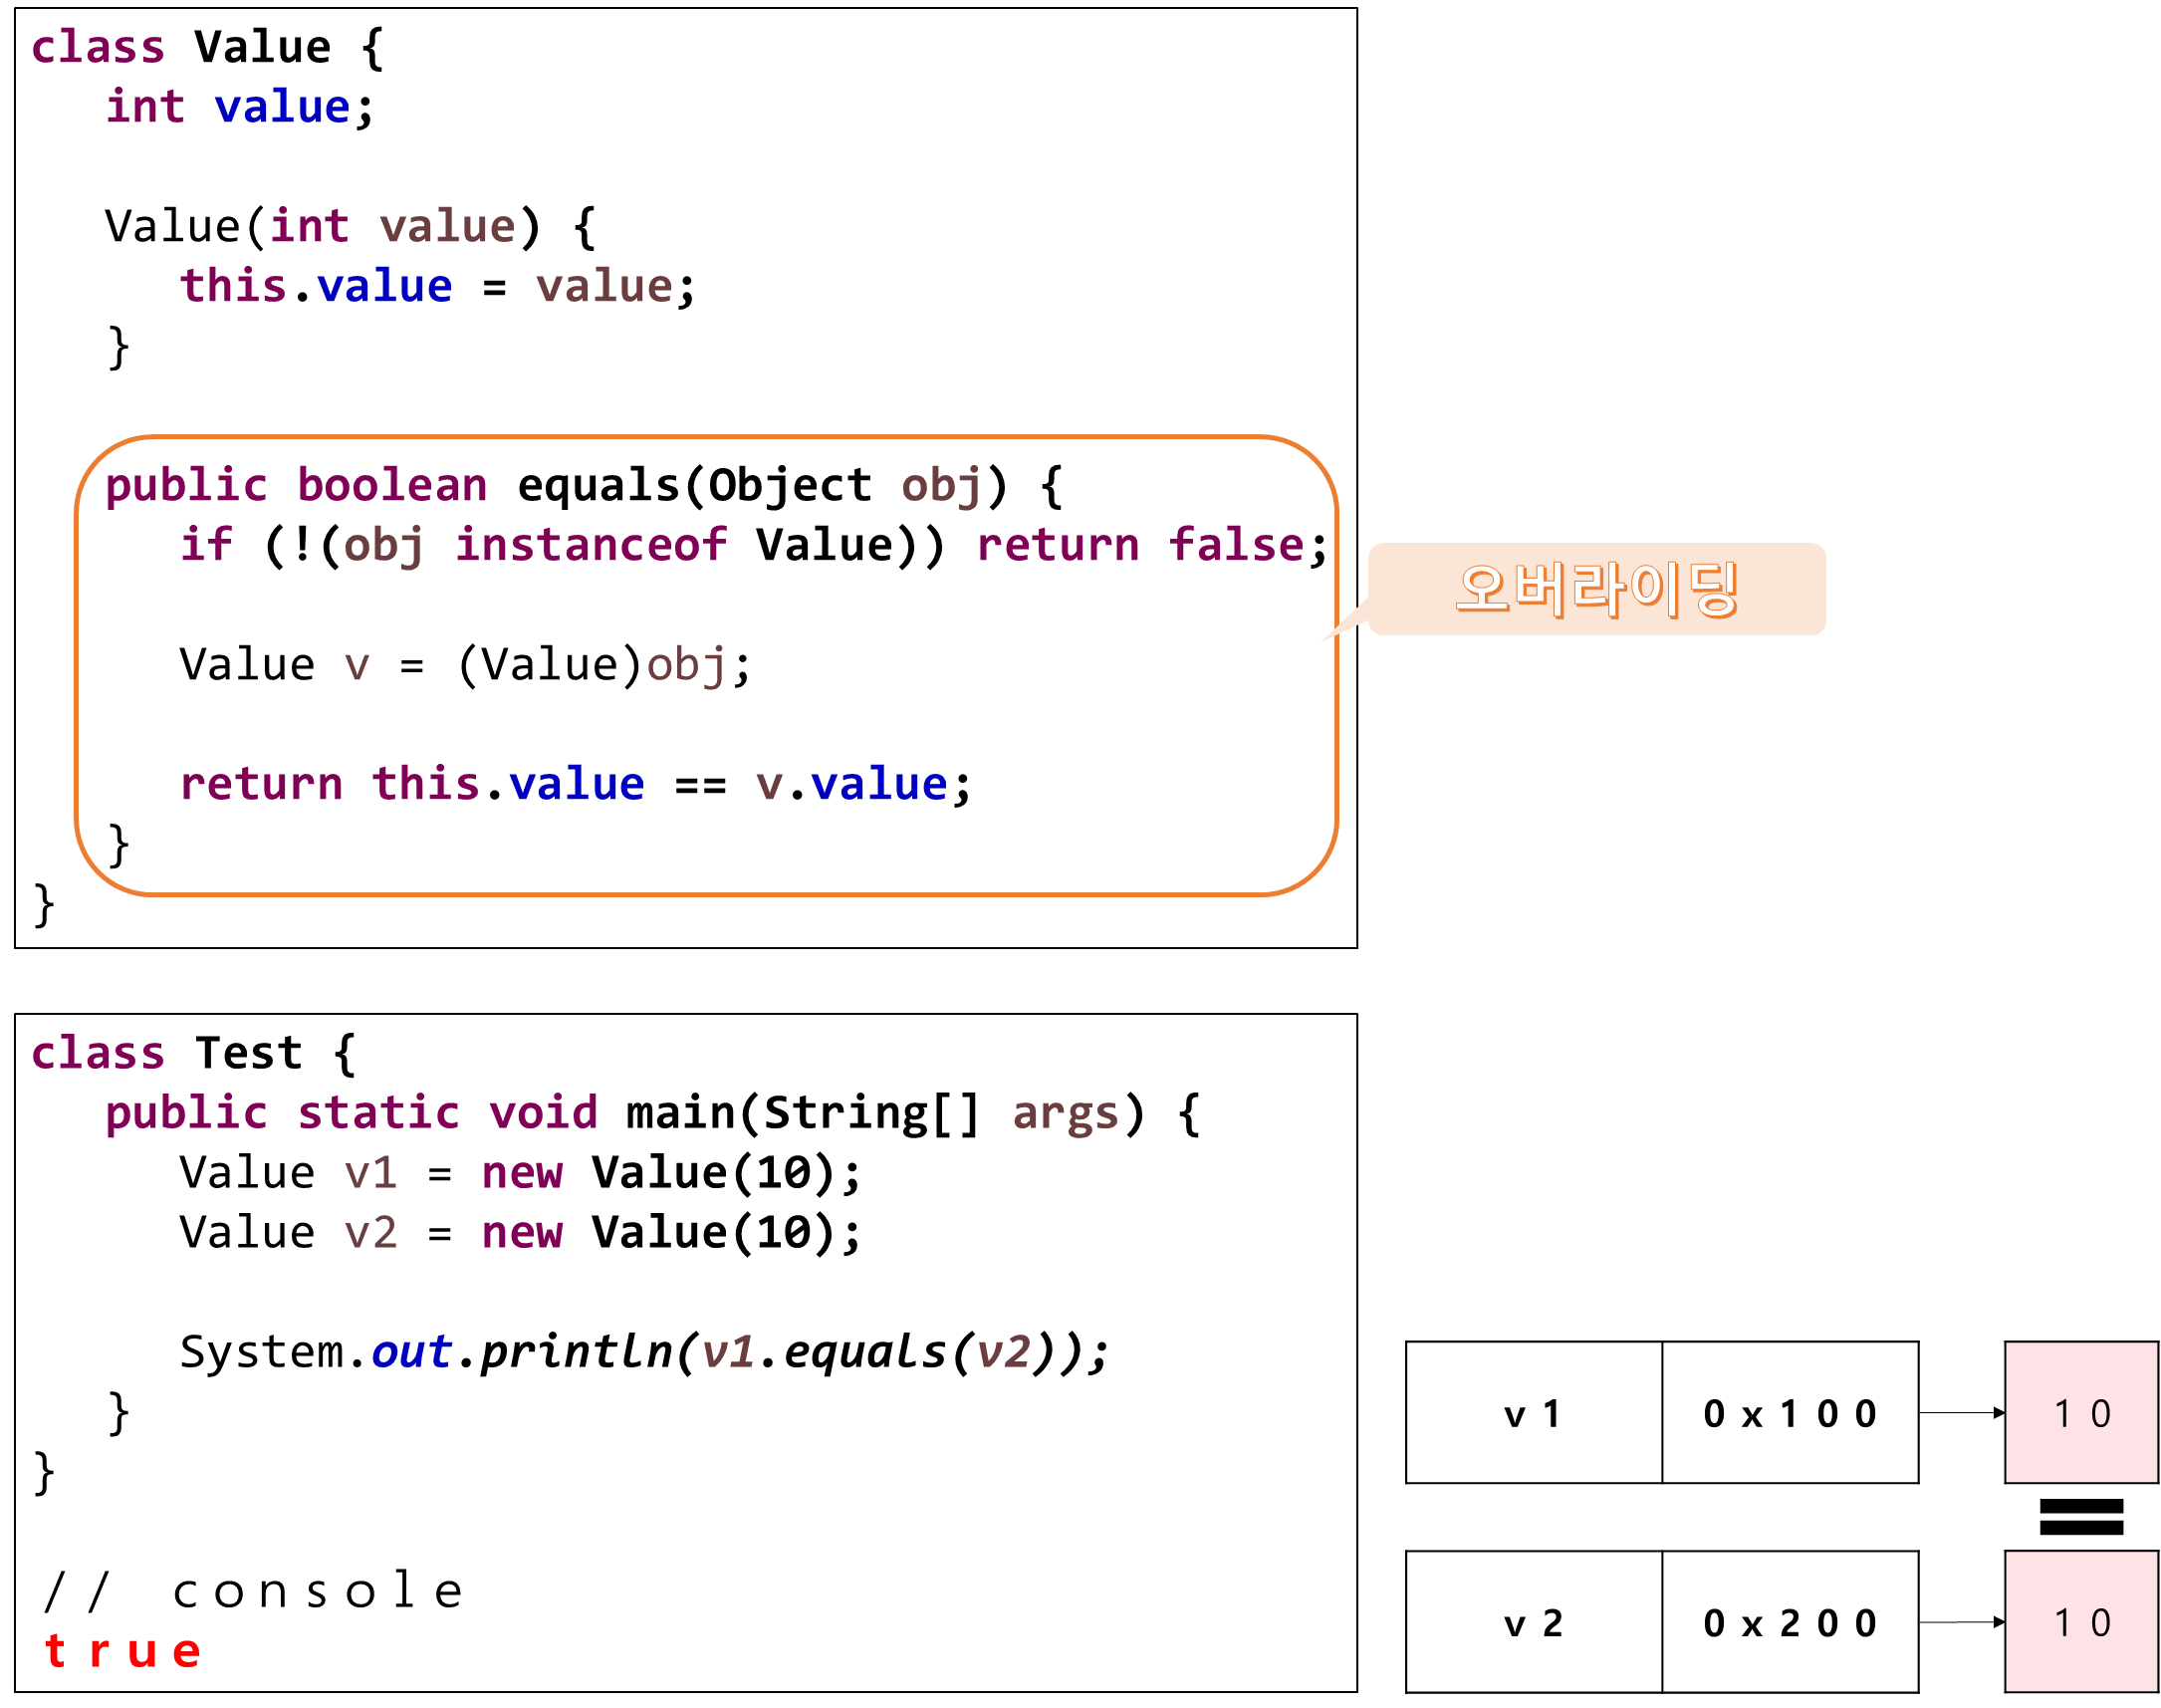 class Value {
int value;
Value(int value) {
this.value = value;
}
public boolean equals(Object obj) {
if (!(obj instanceof Value)) return false;
Value v = (Value)obj;
return this.value == v.value;
}
}
오버라이딩
class Test {
public static void main(String[] args) {
Value v1 = new Value(10);
Value v2 = new Value(10);
System.out.println(v1.equals(v2));
}
}
// console
true
v1 0x100 10
=
v2 0x200 10